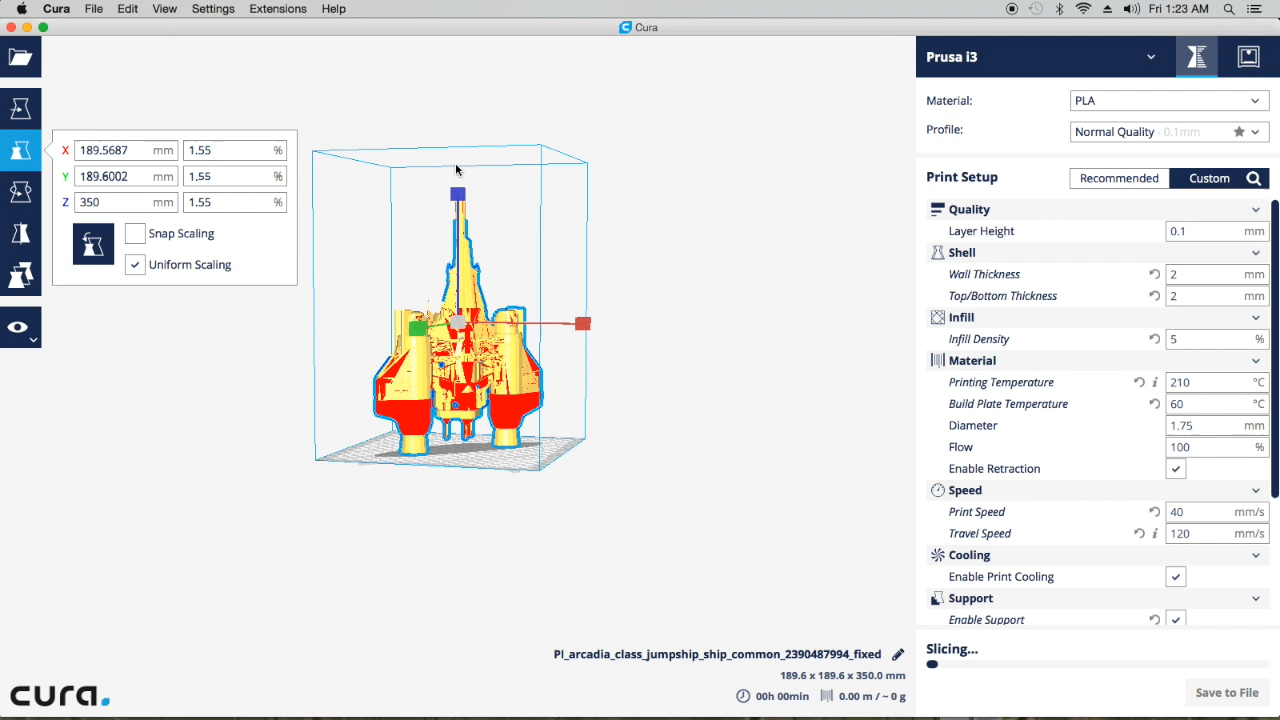 Cura File Edit View Settings Extensions Help Fri 1:23 AM
Cura
Prusa i3
Material: PLA
Profile: Normal Quality - 0.1mm
X 189.5687 mm 1.55 %
Y 189.6002 mm 1.55 %
Z 350 mm 1.55 %
Snap Scaling
Uniform Scaling
Print Setup Recommended Custom
Quality
Layer Height 0.1 mm
Shell
Wall Thickness 2 mm
Top/Bottom Thickness 2 mm
Infill
Infill Density 5 %
Material
Printing Temperature i 210 °C
Build Plate Temperature 60 °C
Diameter 1.75 mm
Flow 100 %
Enable Retraction
Speed
Print Speed 40 mm/s
Travel Speed i 120 mm/s
Cooling
Enable Print Cooling
Support
Enable Support
PI_arcadia_class_jumpship_ship_common_2390487994_fixed
189.6 x 189.6 x 350.0 mm
00h 00min 0.00 m / ~ 0 g
Slicing...
Save to File
cura.